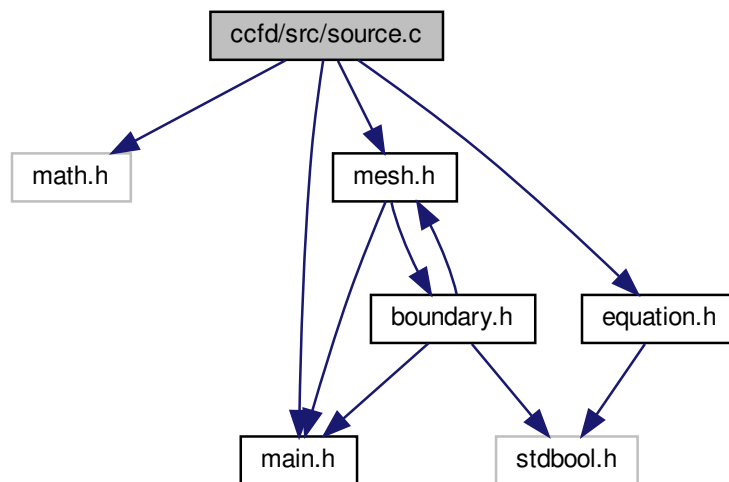 ccfd/src/source.c
math.h
mesh.h
boundary.h
equation.h
main.h
stdbool.h